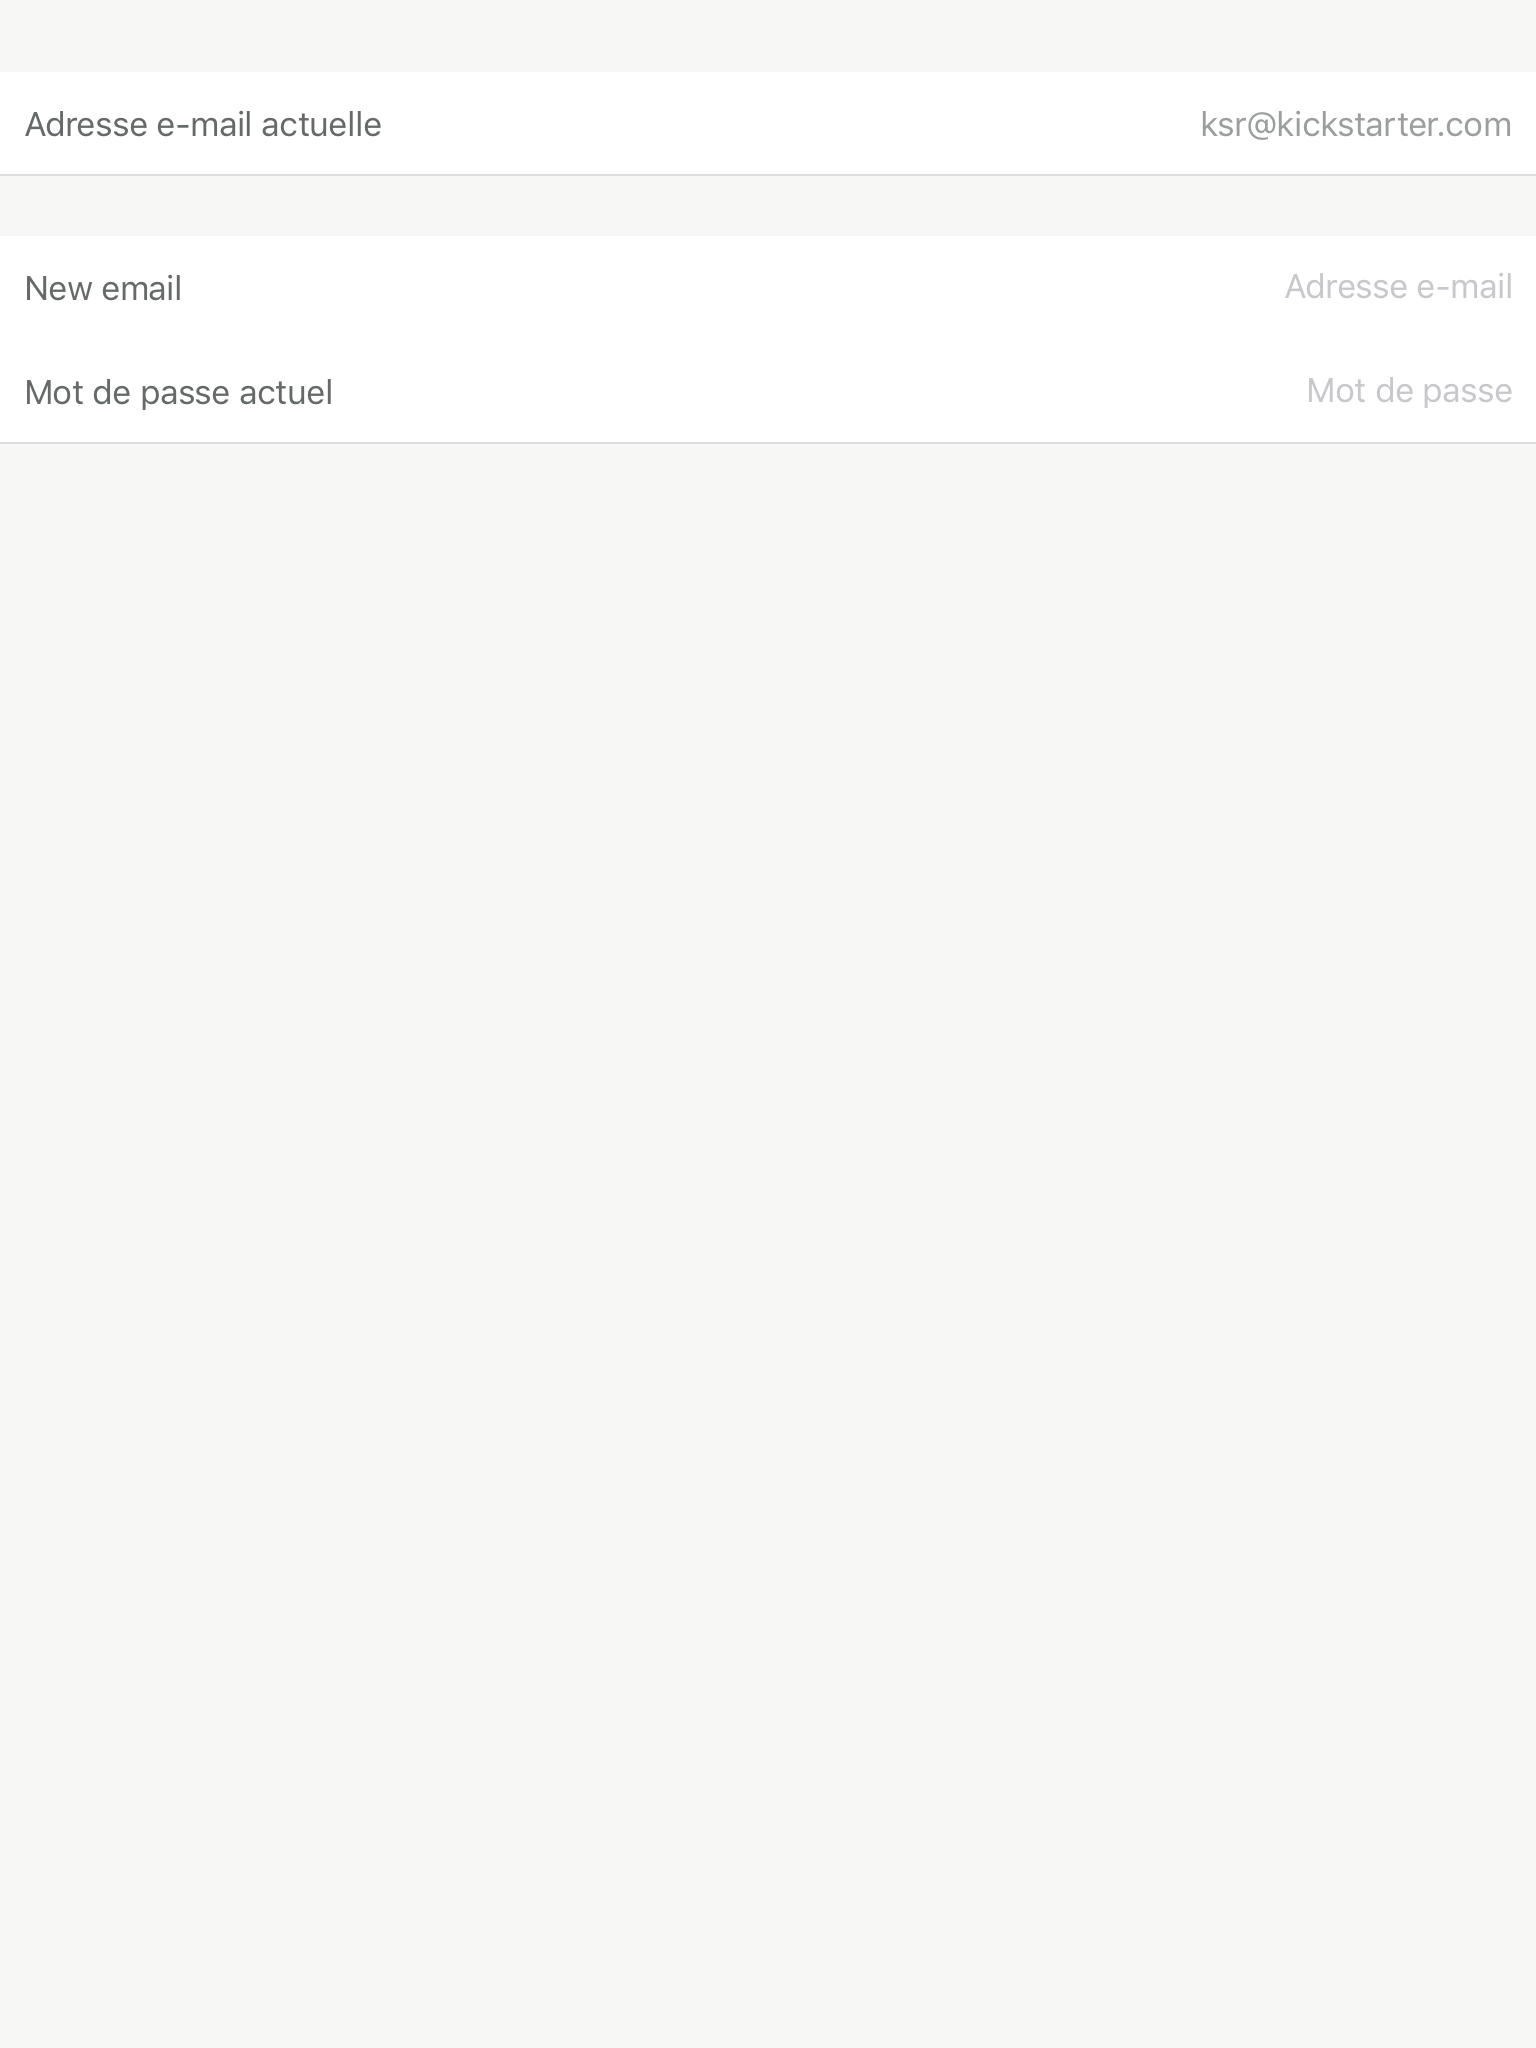 Adresse e-mail actuelle ksr@kickstarter.com
New email Adresse e-mail
Mot de passe actuel Mot de passe